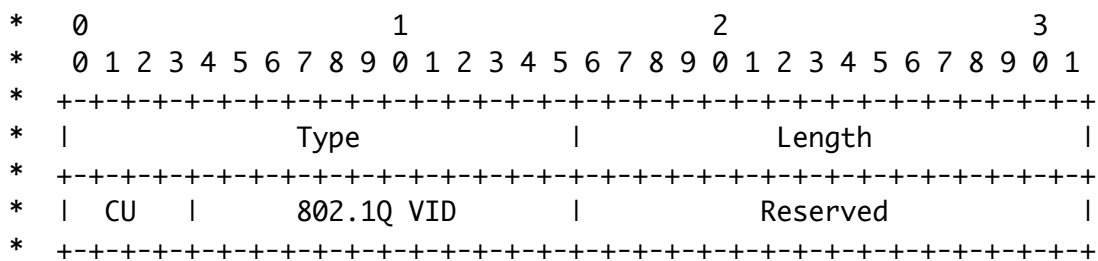 *   0                   1                   2                   3
*   0 1 2 3 4 5 6 7 8 9 0 1 2 3 4 5 6 7 8 9 0 1 2 3 4 5 6 7 8 9 0 1
*  +-+-+-+-+-+-+-+-+-+-+-+-+-+-+-+-+-+-+-+-+-+-+-+-+-+-+-+-+-+-+-+-+
*  |              Type             |            Length             |
*  +-+-+-+-+-+-+-+-+-+-+-+-+-+-+-+-+-+-+-+-+-+-+-+-+-+-+-+-+-+-+-+-+
*  |  CU   |      802.1Q VID       |           Reserved            |
*  +-+-+-+-+-+-+-+-+-+-+-+-+-+-+-+-+-+-+-+-+-+-+-+-+-+-+-+-+-+-+-+-+